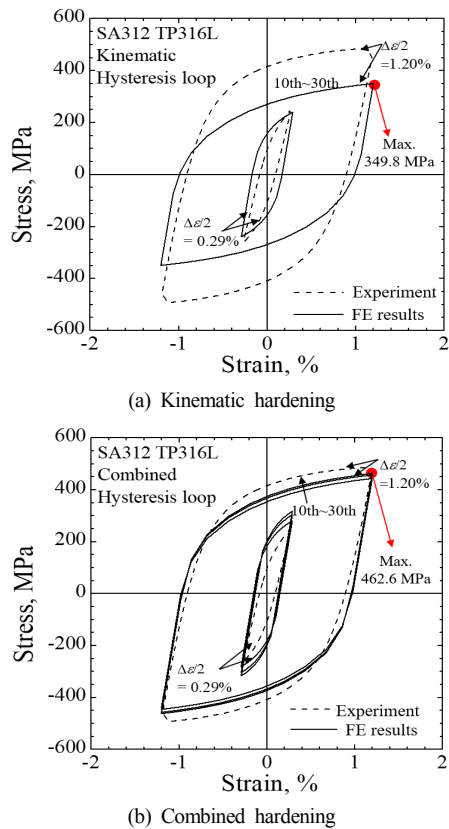 600
SA312 TP316L
Kinematic
Hysteresis loop
Δε/2
=1.20%
400
10th~30th
200
Max.
349.8 MPa
Stress, MPa
0
Δε/2
= 0.29%
-200
-400
Experiment
FE results
-600
-2 -1 0 1 2
Strain, %
(a) Kinematic hardening
600
SA312 TP316L
Combined
Hysteresis loop
Δε/2
=1.20%
400
10th~30th
200
Max.
462.6 MPa
Stress, MPa
0
Δε/2
= 0.29%
-200
-400
Experiment
FE results
-600
-2 -1 0 1 2
Strain, %
(b) Combined hardening